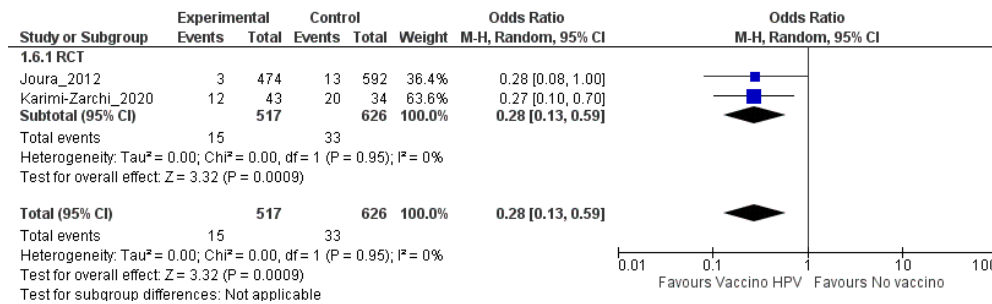 Experimental Control Odds Ratio Odds Ratio
Study or Subgroup Events Total Events Total Weight M-H, Random, 95% CI M-H, Random, 95% CI
1.6.1 RCT
Joura_2012 3 474 13 592 36.4% 0.28 [0.08, 1.00]
Karimi-Zarchi_2020 12 43 20 34 63.6% 0.27 [0.10, 0.70]
Subtotal (95% CI) 517 626 100.0% 0.28 [0.13, 0.59]
Total events 15 33
Heterogeneity: Tau² = 0.00; Chi² = 0.00, df = 1 (P = 0.95); I² = 0%
Test for overall effect: Z = 3.32 (P = 0.0009)
Total (95% CI) 517 626 100.0% 0.28 [0.13, 0.59]
Total events 15 33
Heterogeneity: Tau² = 0.00; Chi² = 0.00, df = 1 (P = 0.95); I² = 0%
Test for overall effect: Z = 3.32 (P = 0.0009)
Test for subgroup differences: Not applicable
0.01 0.1 1 10 100
Favours Vaccino HPV Favours No vaccino